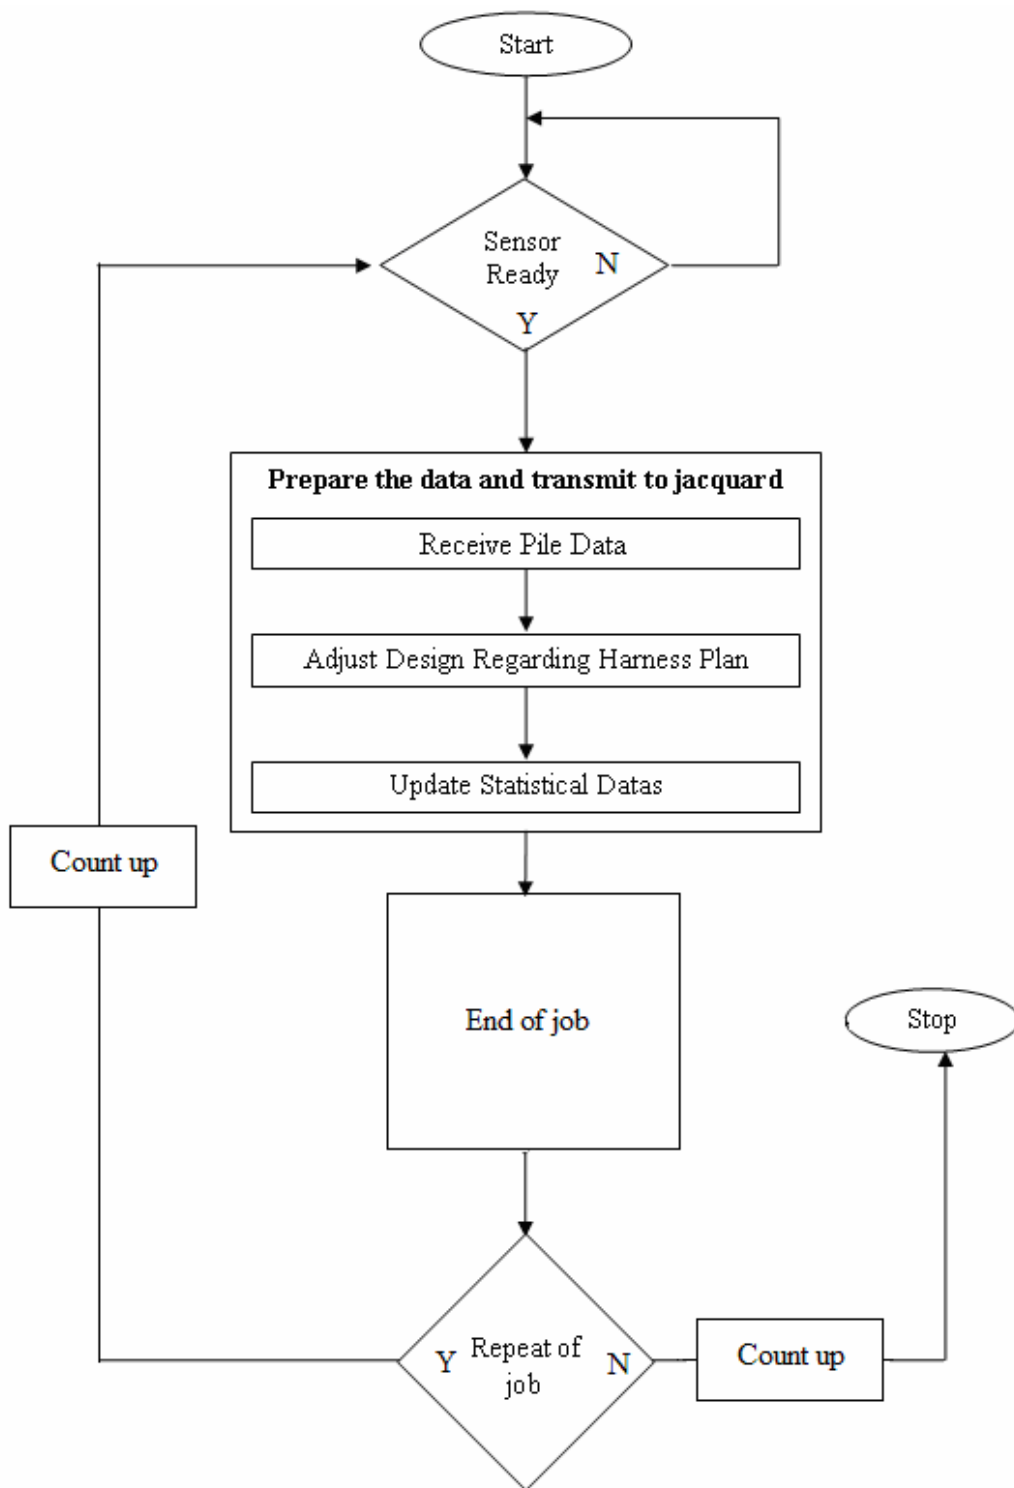 Start
Sensor
Ready
N
Y
Prepare the data and transmit to jacquard
Receive Pile Data
Adjust Design Regarding Harness Plan
Update Statistical Datas
Count up
End of job
Stop
Y
Repeat of
job
N
Count up